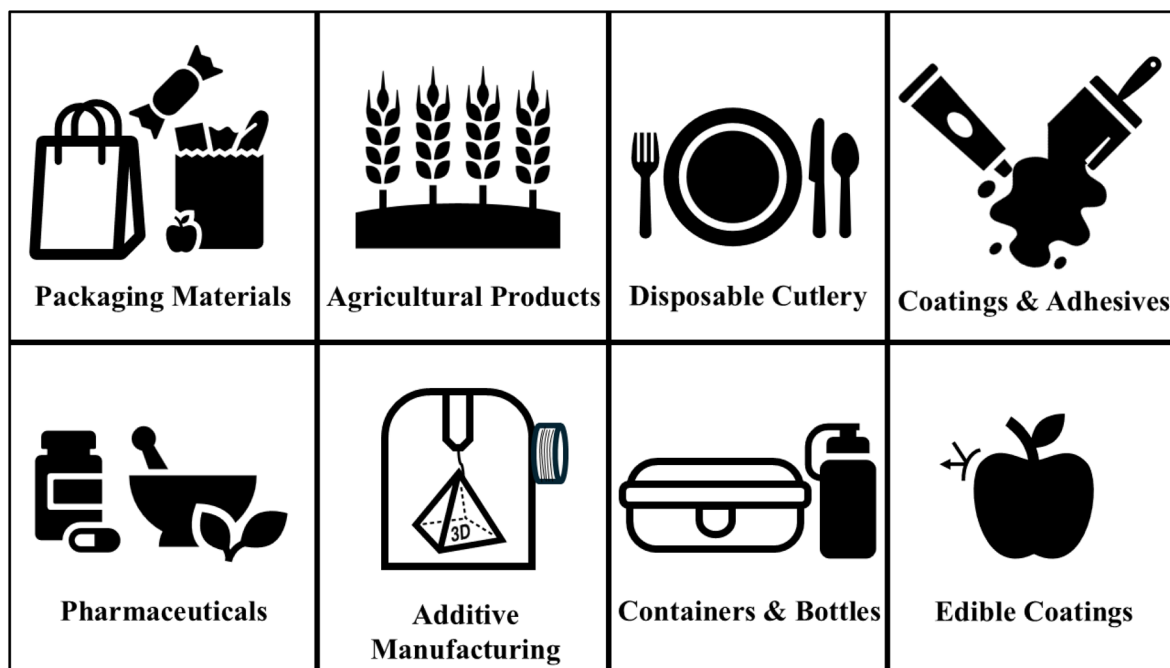 Packaging Materials
Agricultural Products
Disposable Cutlery
Coatings & Adhesives
Pharmaceuticals
3D
Additive
Manufacturing
Containers & Bottles
Edible Coatings